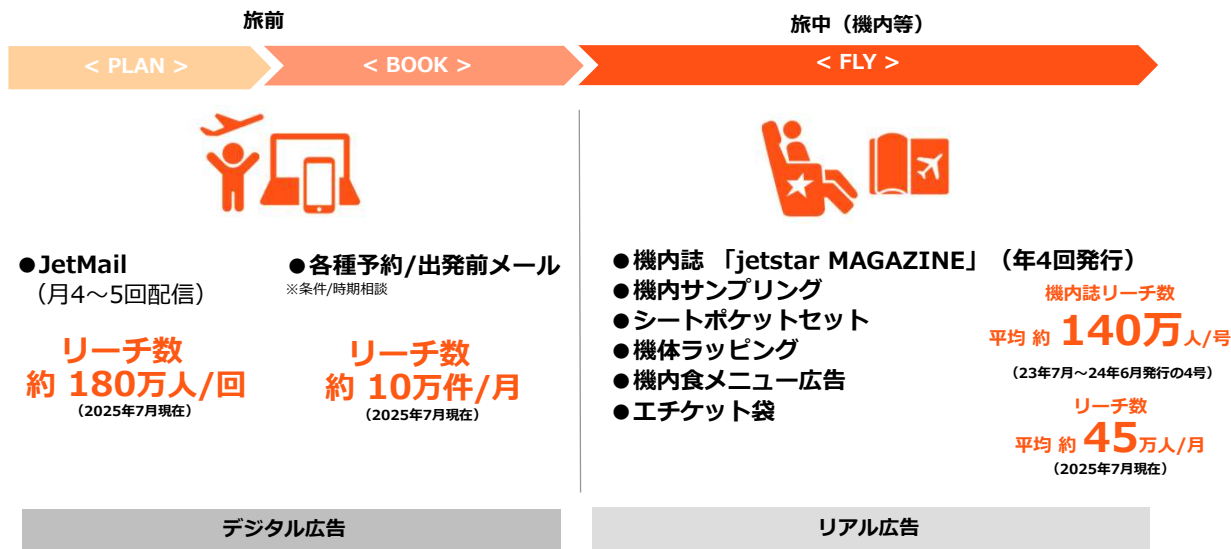 旅前
旅中（機内等）
< PLAN >
< BOOK >
< FLY >
●JetMail
（月4～5回配信）
リーチ数
約 180万人/回
（2025年7月現在）
●各種予約/出発前メール
※条件/時期相談
リーチ数
約 10万件/月
（2025年7月現在）
●機内誌 「jetstar MAGAZINE」（年4回発行）
●機内サンプリング
●シートポケットセット
●機体ラッピング
●機内食メニュー広告
●エチケット袋
機内誌リーチ数
平均 約 140万人/号
（23年7月～24年6月発行の4号）
リーチ数
平均 約 45万人/月
（2025年7月現在）
デジタル広告
リアル広告